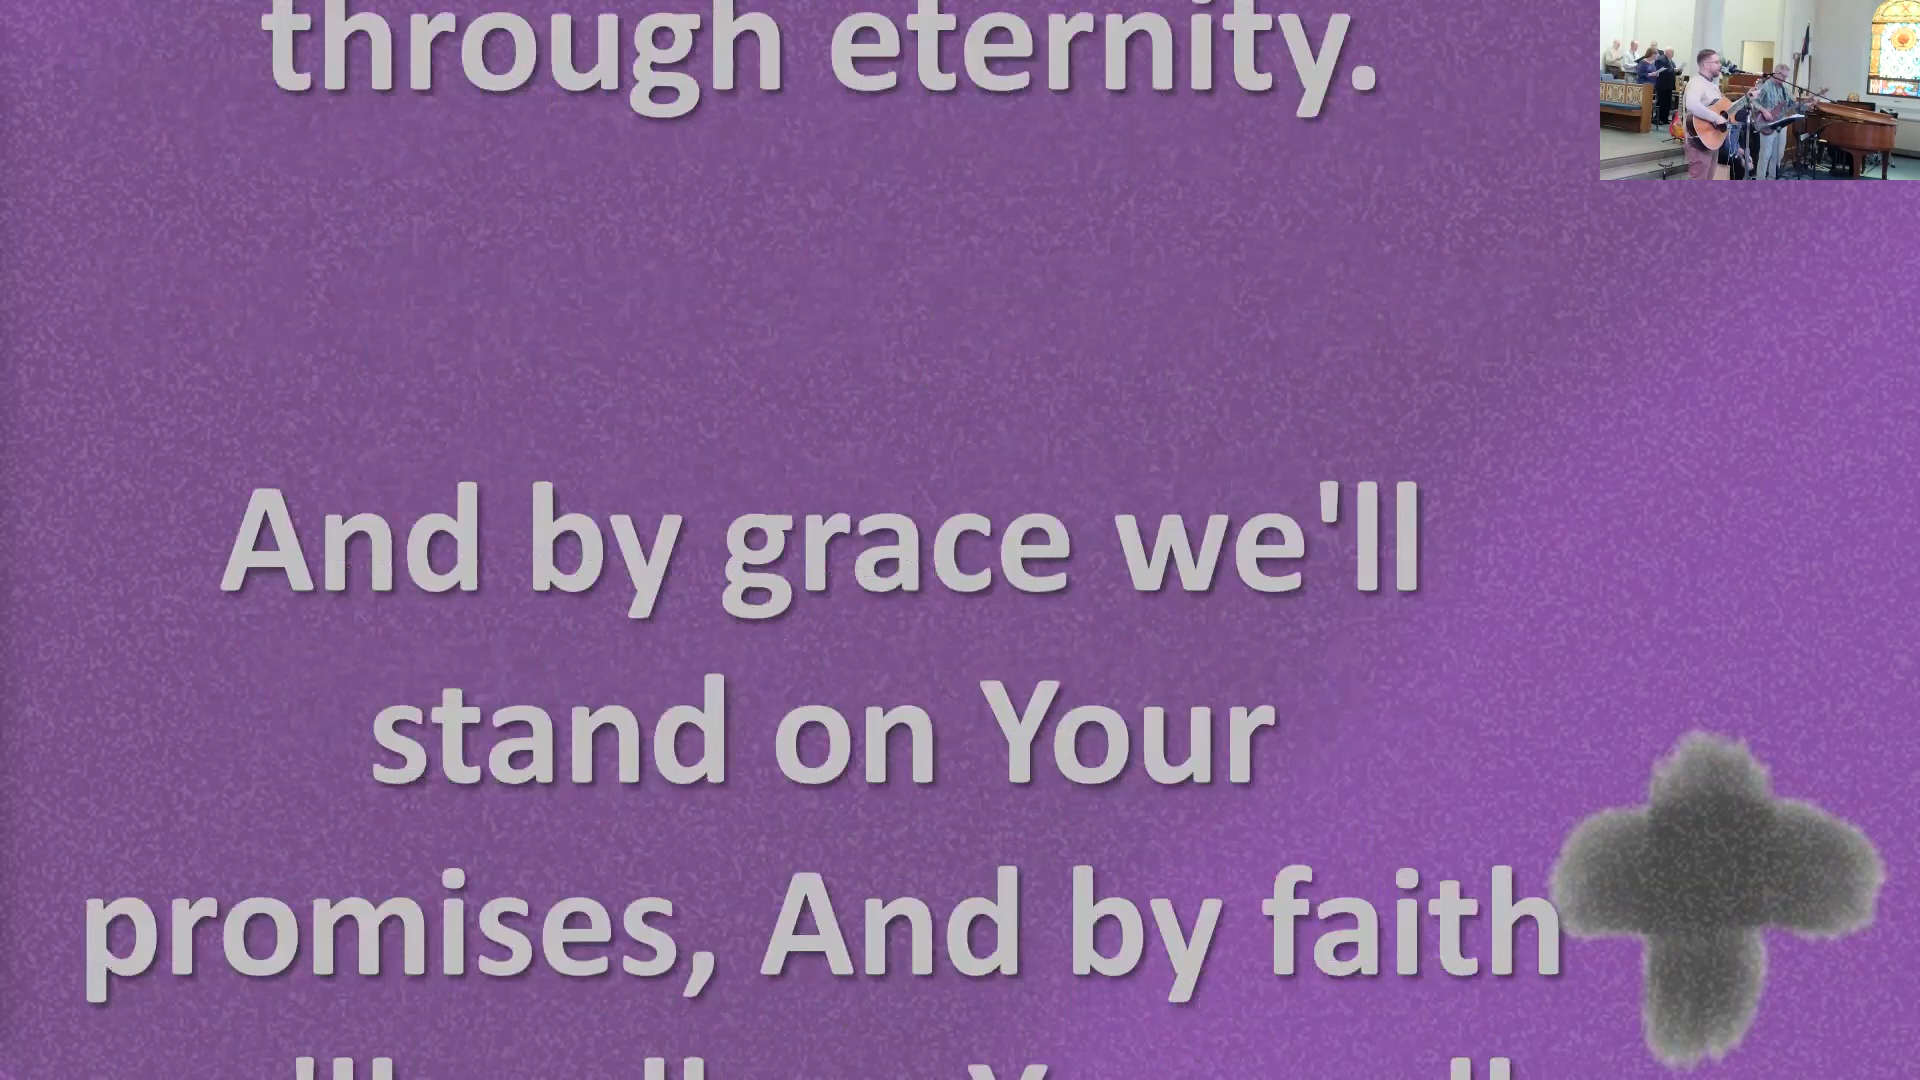 through eternity.
And by grace we'll
stand on Your
promises, And by faith